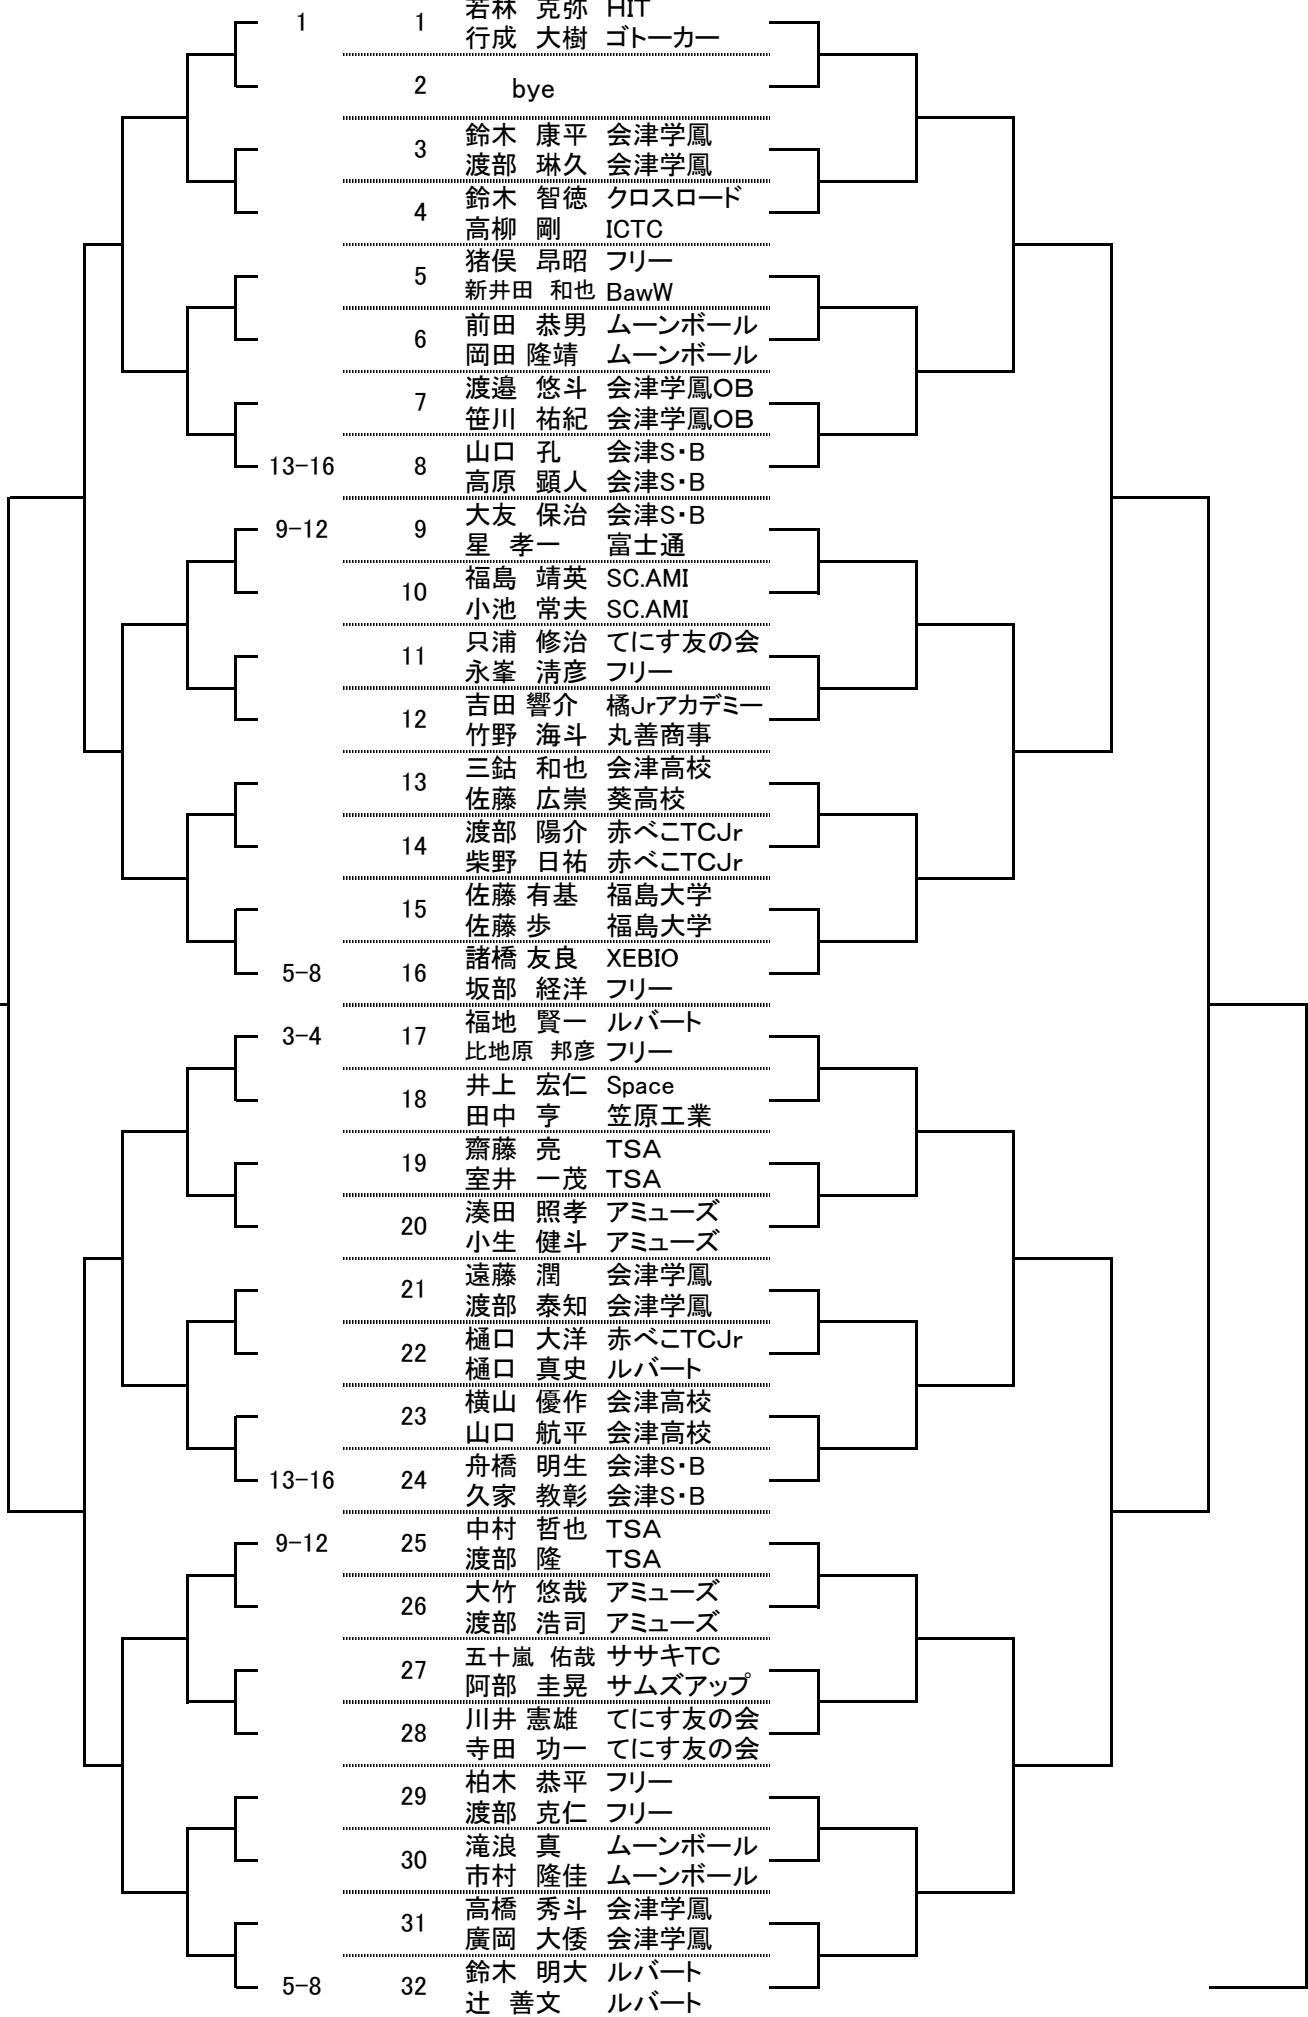 若林 克弥 HIT
1 1
行成 大樹 ゴトーカー
2 bye
鈴木 康平 会津学鳳
3
渡部 琳久 会津学鳳
鈴木 智徳 クロスロード
4
高柳 剛 ICTC
猪俣 昂昭 フリー
5
新井田 和也 BawW
前田 恭男 ムーンボール
6
岡田 隆靖 ムーンボール
渡邉 悠斗 会津学鳳OB
7
笹川 祐紀 会津学鳳OB
山口 孔 会津S・B
13-16 8
高原 顕人 会津S・B
大友 保治 会津S・B
9-12 9
星 孝一 富士通
福島 靖英 SC.AMI
10
小池 常夫 SC.AMI
只浦 修治 てにす友の会
11
永峯 淸彦 フリー
吉田 響介 橘Jrアカデミー
12
竹野 海斗 丸善商事
三鈷 和也 会津高校
13
佐藤 広崇 葵高校
渡部 陽介 赤べこTCJr
14
柴野 日祐 赤べこTCJr
佐藤 有基 福島大学
15
佐藤 歩 福島大学
諸橋 友良 XEBIO
5-8 16
坂部 経洋 フリー
福地 賢一 ルバート
3-4 17
比地原 邦彦 フリー
井上 宏仁 Space
18
田中 亨 笠原工業
齋藤 亮 TSA
19
室井 一茂 TSA
湊田 照孝 アミューズ
20
小生 健斗 アミューズ
遠藤 潤 会津学鳳
21
渡部 泰知 会津学鳳
樋口 大洋 赤べこTCJr
22
樋口 真史 ルバート
横山 優作 会津高校
23
山口 航平 会津高校
舟橋 明生 会津S・B
13-16 24
久家 教彰 会津S・B
中村 哲也 TSA
9-12 25
渡部 隆 TSA
大竹 悠哉 アミューズ
26
渡部 浩司 アミューズ
五十嵐 佑哉 ササキTC
27
阿部 圭晃 サムズアップ
川井 憲雄 てにす友の会
28
寺田 功一 てにす友の会
柏木 恭平 フリー
29
渡部 克仁 フリー
滝浪 真 ムーンボール
30
市村 隆佳 ムーンボール
高橋 秀斗 会津学鳳
31
廣岡 大倭 会津学鳳
鈴木 明大 ルバート
5-8 32
辻 善文 ルバート